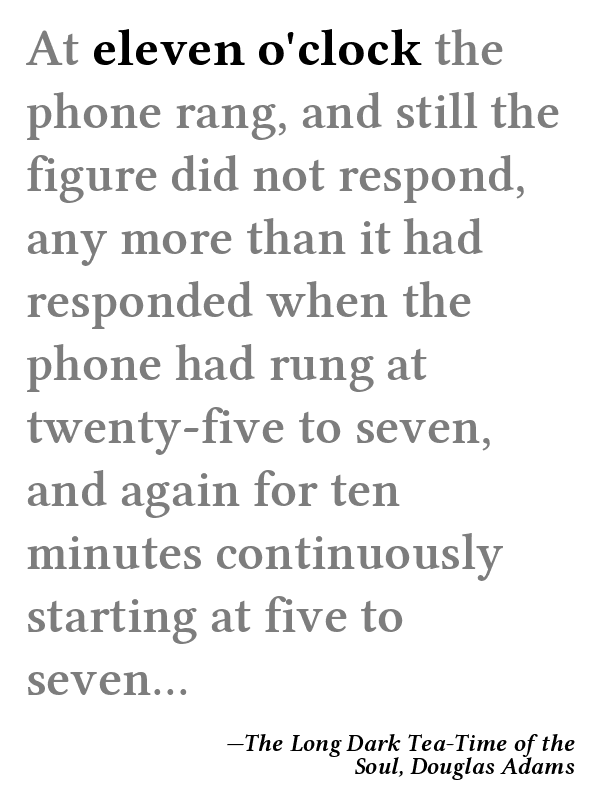 At eleven o'clock the
phone rang, and still the
figure did not respond,
any more than it had
responded when the
phone had rung at
twenty-five to seven,
and again for ten
minutes continuously
starting at five to
seven...
—The Long Dark Tea-Time of the
Soul, Douglas Adams